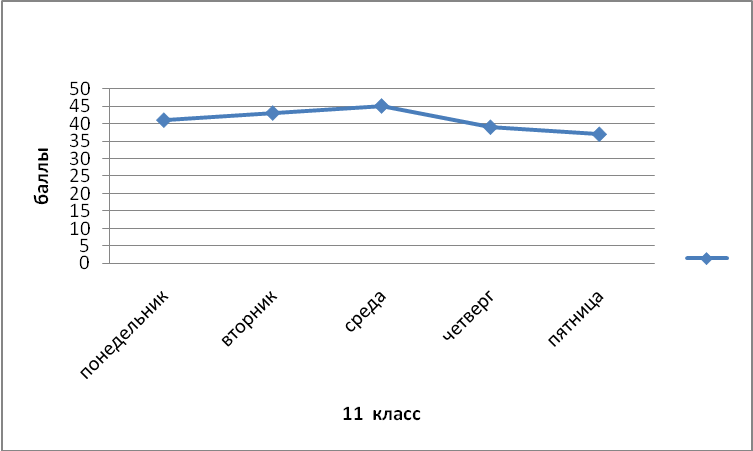 баллы
50
45
40
35
30
25
20
15
10
5
0
понедельник
вторник
среда
четверг
пятница
11 класс